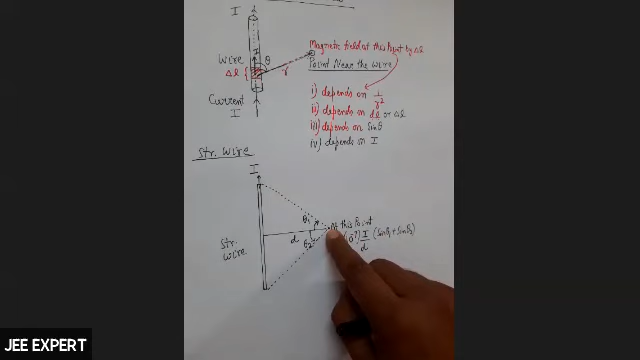 I
I
Wire
θ
Δl
r
Current
I
Magnetic field at this Point by Δl
Point Near the Wire
i) depends on 1/r²
ii) depends on dl or Δl
iii) depends on Sinθ
iv) depends on I
Str. Wire
I
Str. Wire
d
θ1
θ2
At this Point
(10⁻⁷) I/d (Sinθ1 + Sinθ2)
JEE EXPERT